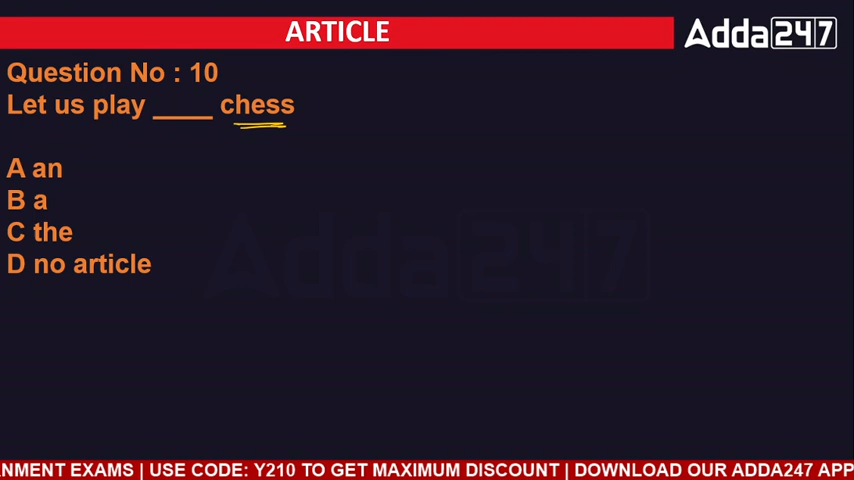 ARTICLE
Adda247
Question No : 10
Let us play ____ chess
A an
B a
C the
D no article
Adda247
NMENT EXAMS | USE CODE: Y210 TO GET MAXIMUM DISCOUNT | DOWNLOAD OUR ADDA247 APP